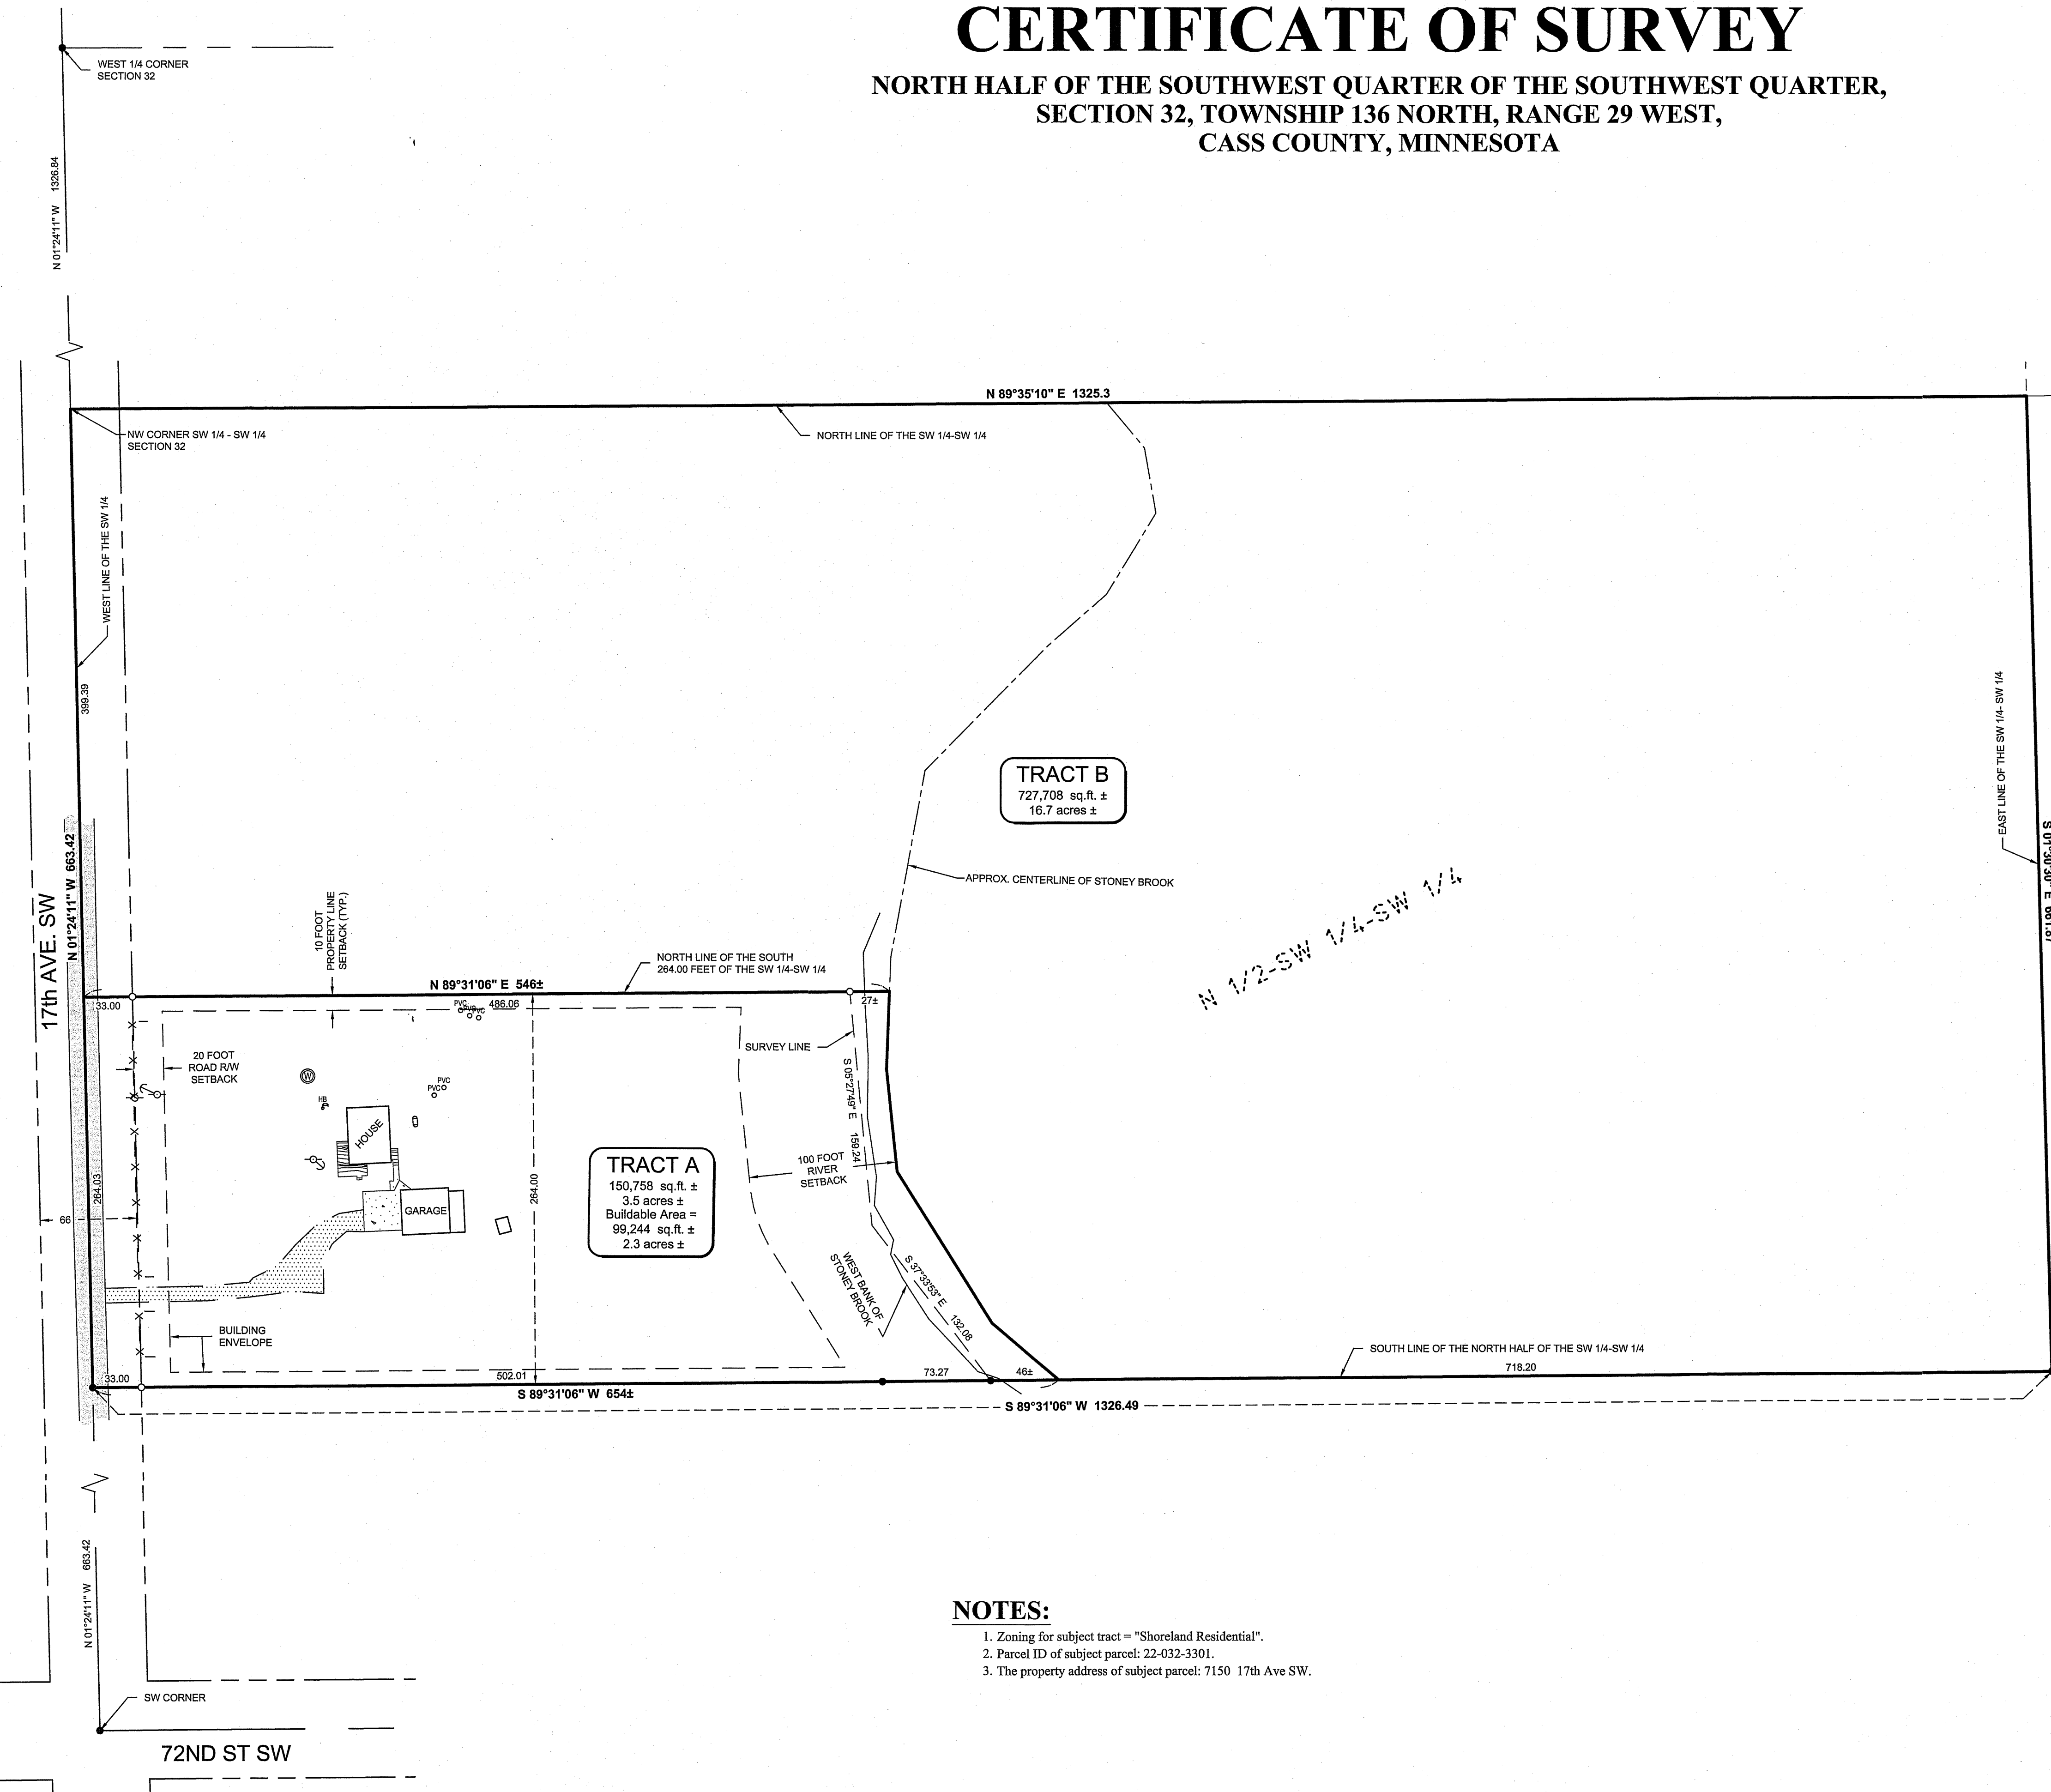 CERTIFICATE OF SURVEY
NORTH HALF OF THE SOUTHWEST QUARTER OF THE SOUTHWEST QUARTER,
SECTION 32, TOWNSHIP 136 NORTH, RANGE 29 WEST,
CASS COUNTY, MINNESOTA
WEST 1/4 CORNER
SECTION 32
N 01°24'11" W 1326.84
N 89°35'10" E 1325.3
NW CORNER SW 1/4 - SW 1/4
SECTION 32
NORTH LINE OF THE SW 1/4-SW 1/4
WEST LINE OF THE SW 1/4
399.39
EAST LINE OF THE SW 1/4- SW 1/4
TRACT B
727,708 sq.ft. ±
16.7 acres ±
S 01°30'30" E 661.87
N 01°24'11" W 663.42
17th AVE. SW
APPROX. CENTERLINE OF STONEY BROOK
N 1/2-SW 1/4-SW 1/4
10 FOOT
PROPERTY LINE
SETBACK (TYP.)
NORTH LINE OF THE SOUTH
264.00 FEET OF THE SW 1/4-SW 1/4
N 89°31'06" E 546±
33.00
486.06
27±
PVC
PVC
PVC
SURVEY LINE
20 FOOT
ROAD R/W
SETBACK
W
PVC
PVC
HB
HOUSE
S 05°27'49" E 159.24
100 FOOT
RIVER
SETBACK
TRACT A
150,758 sq.ft. ±
3.5 acres ±
Buildable Area =
99,244 sq.ft. ±
2.3 acres ±
264.03
264.00
66
GARAGE
WEST BANK OF
STONEY BROOK
S 37°33'53" E 132.08
BUILDING
ENVELOPE
SOUTH LINE OF THE NORTH HALF OF THE SW 1/4-SW 1/4
718.20
33.00
502.01
73.27
46±
S 89°31'06" W 654±
S 89°31'06" W 1326.49
N 01°24'11" W 663.42
NOTES:
1. Zoning for subject tract = "Shoreland Residential".
2. Parcel ID of subject parcel: 22-032-3301.
3. The property address of subject parcel: 7150 17th Ave SW.
SW CORNER
72ND ST SW